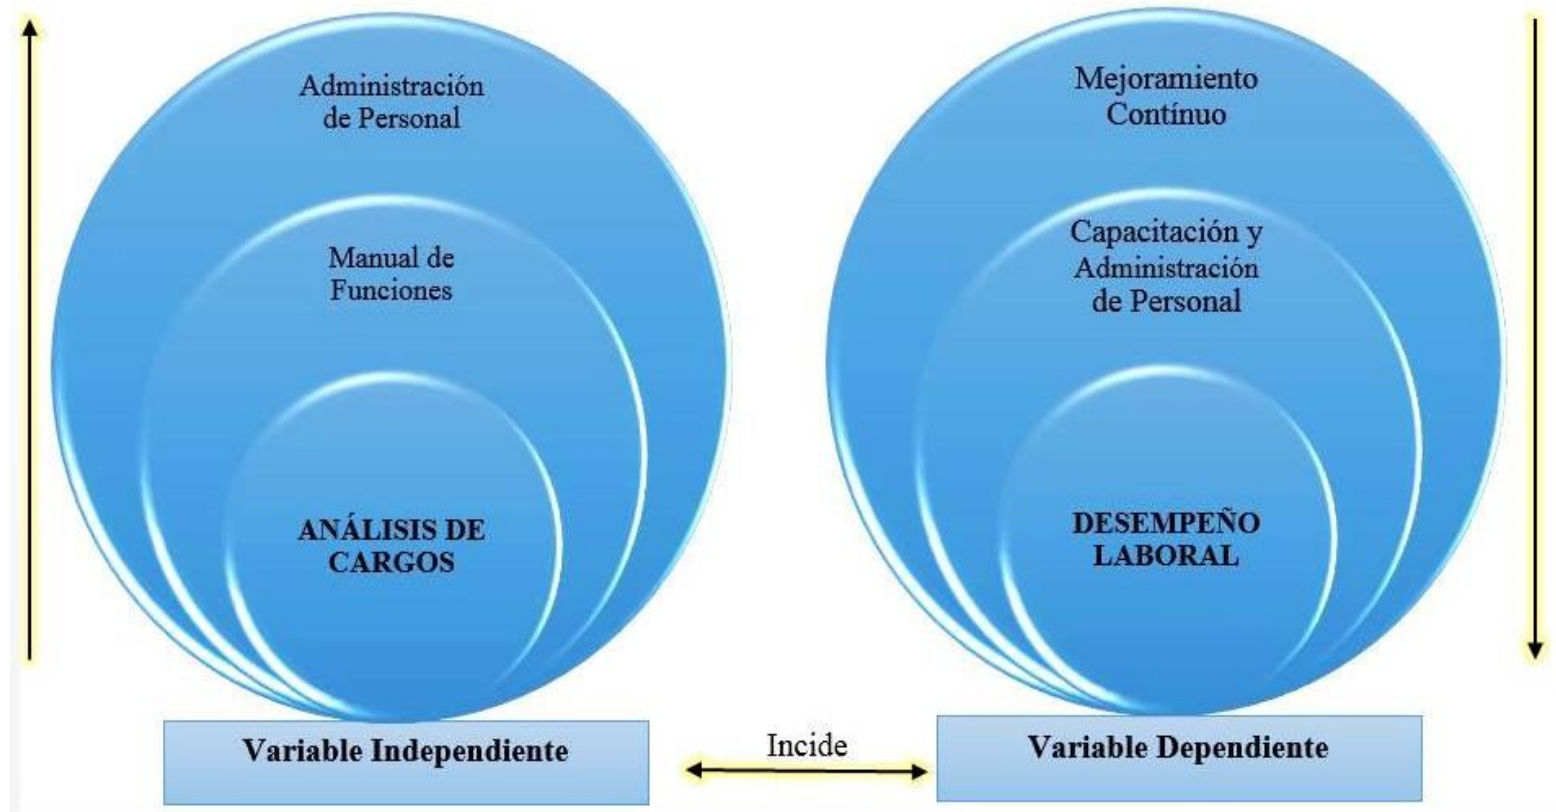 Administración
de Personal
Manual de
Funciones
ANÁLISIS DE
CARGOS
Variable Independiente
Incide
Mejoramiento
Contínuo
Capacitación y
Administración
de Personal
DESEMPEÑO
LABORAL
Variable Dependiente